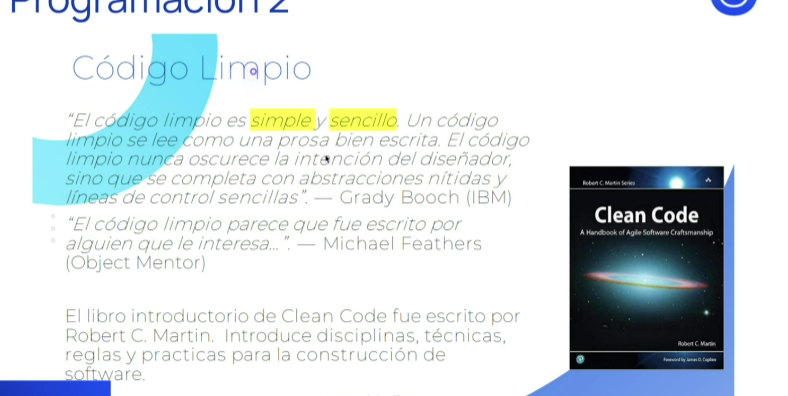 Programación 2
Código Limpio
“El código limpio es simple y sencillo. Un código
limpio se lee como una prosa bien escrita. El código
limpio nunca oscurece la intención del diseñador,
sino que se completa con abstracciones nítidas y
líneas de control sencillas”. — Grady Booch (IBM)
“El código limpio parece que fue escrito por
alguien que le interesa...”. — Michael Feathers
(Object Mentor)
El libro introductorio de Clean Code fue escrito por
Robert C. Martin. Introduce disciplinas, técnicas,
reglas y practicas para la construcción de
software.
Robert C. Martin Series
Clean Code
A Handbook of Agile Software Craftsmanship
Robert C. Martin
Foreword by James O. Coplien